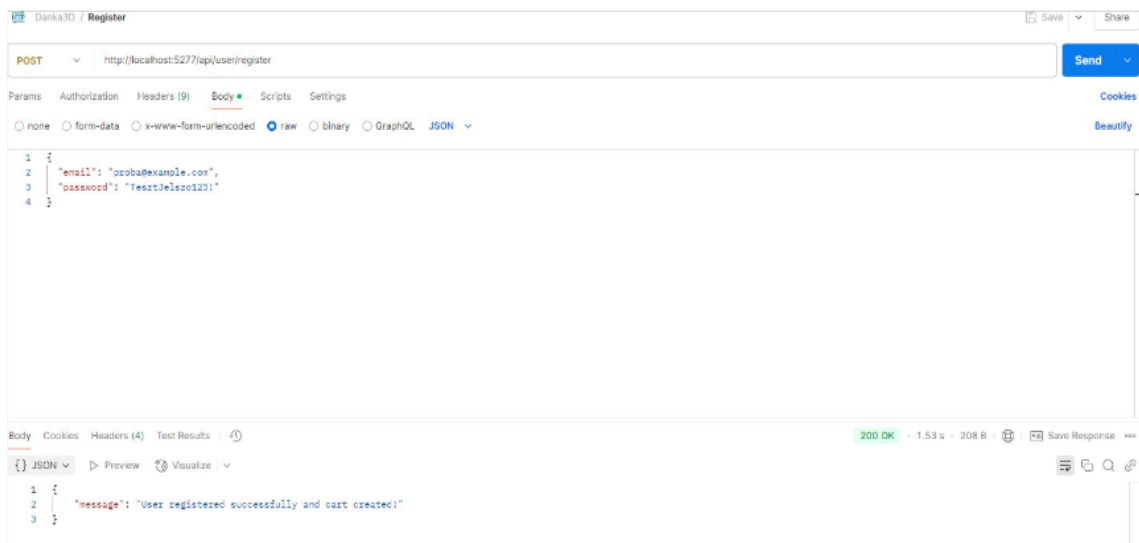 HTTP Danka3D / Register Save Share
POST http://localhost:5277/api/user/register Send
Params Authorization Headers (9) Body Scripts Settings Cookies
none form-data x-www-form-urlencoded raw binary GraphQL JSON Beautify
1 {
2 "email": "proba@example.com",
3 "password": "TesztJelszo123!"
4 }
Body Cookies Headers (4) Test Results 200 OK · 1.53 s · 208 B · Save Response
{} JSON Preview Visualize
1 {
2 "message": "User registered successfully and cart created!"
3 }